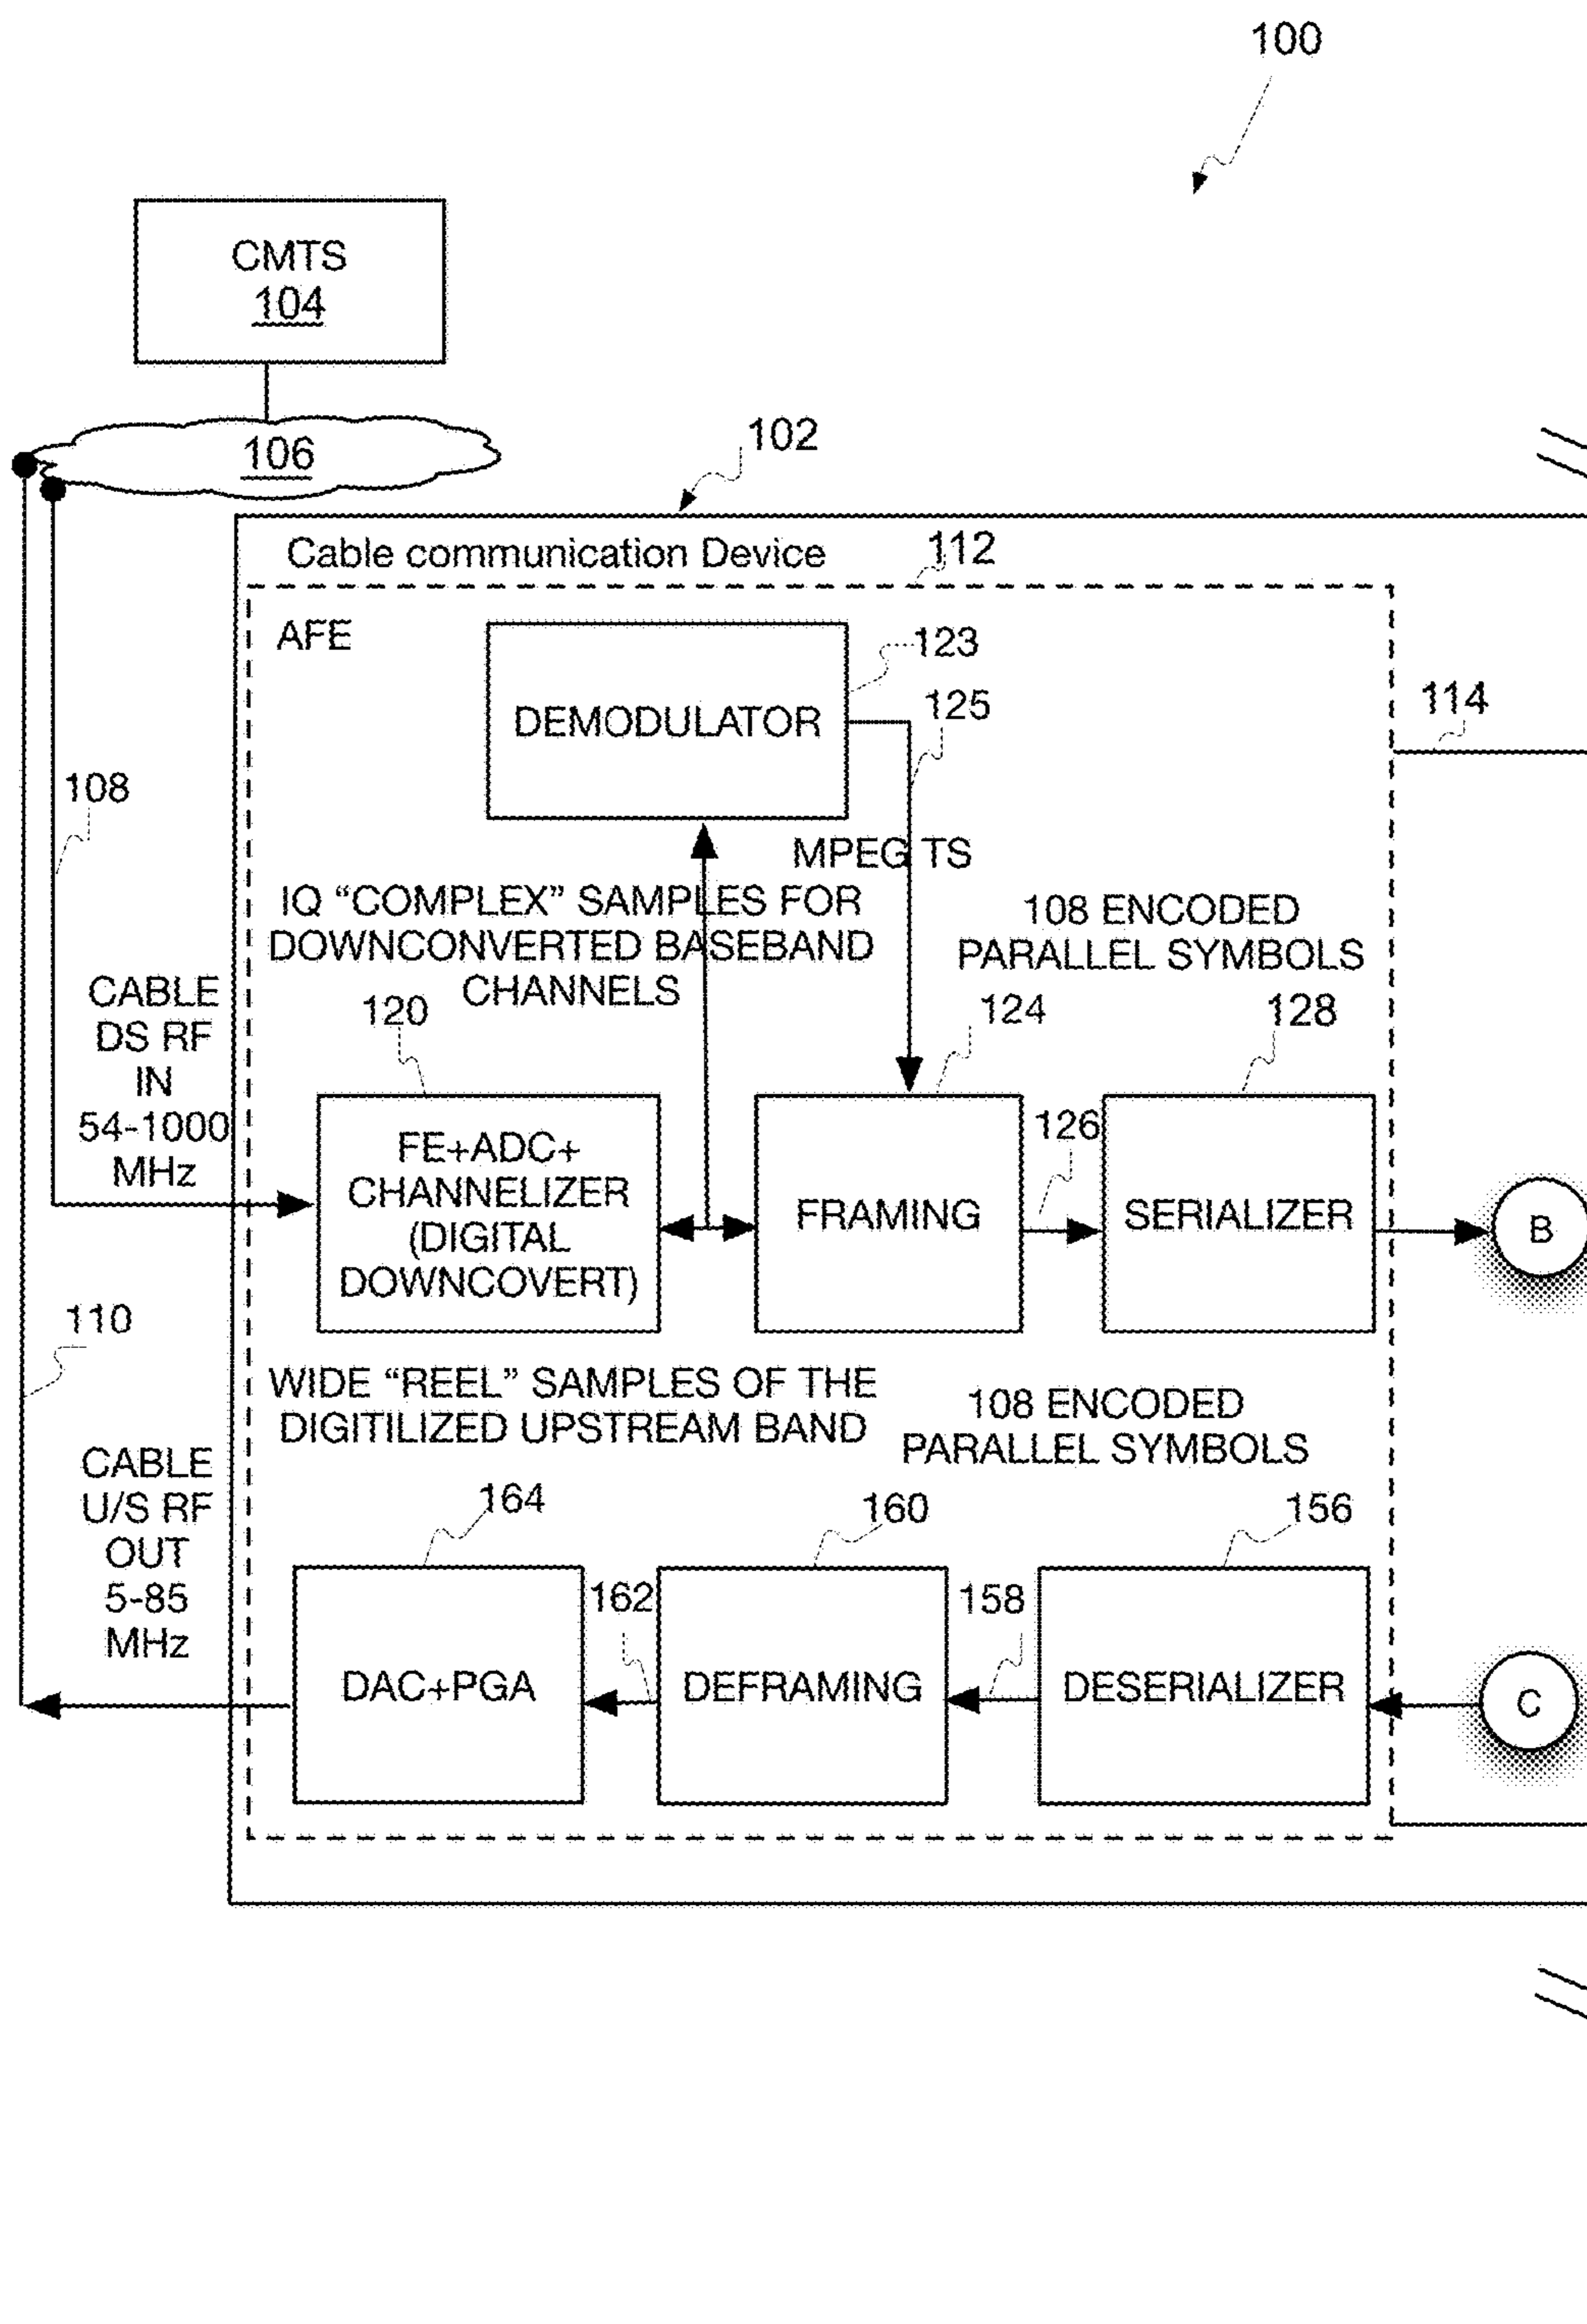 100
CMTS
104
106
102
Cable communication Device
112
AFE
123
DEMODULATOR
125
114
108
MPEG TS
IQ “COMPLEX” SAMPLES FOR
DOWNCONVERTED BASEBAND
CHANNELS
108 ENCODED
PARALLEL SYMBOLS
CABLE
DS RF
IN
54-1000
MHz
120
124
128
FE+ADC+
CHANNELIZER
(DIGITAL
DOWNCOVERT)
FRAMING
126
SERIALIZER
B
110
WIDE “REEL” SAMPLES OF THE
DIGITILIZED UPSTREAM BAND
108 ENCODED
PARALLEL SYMBOLS
CABLE
U/S RF
OUT
5-85
MHz
164
160
156
DAC+PGA
162
DEFRAMING
158
DESERIALIZER
C